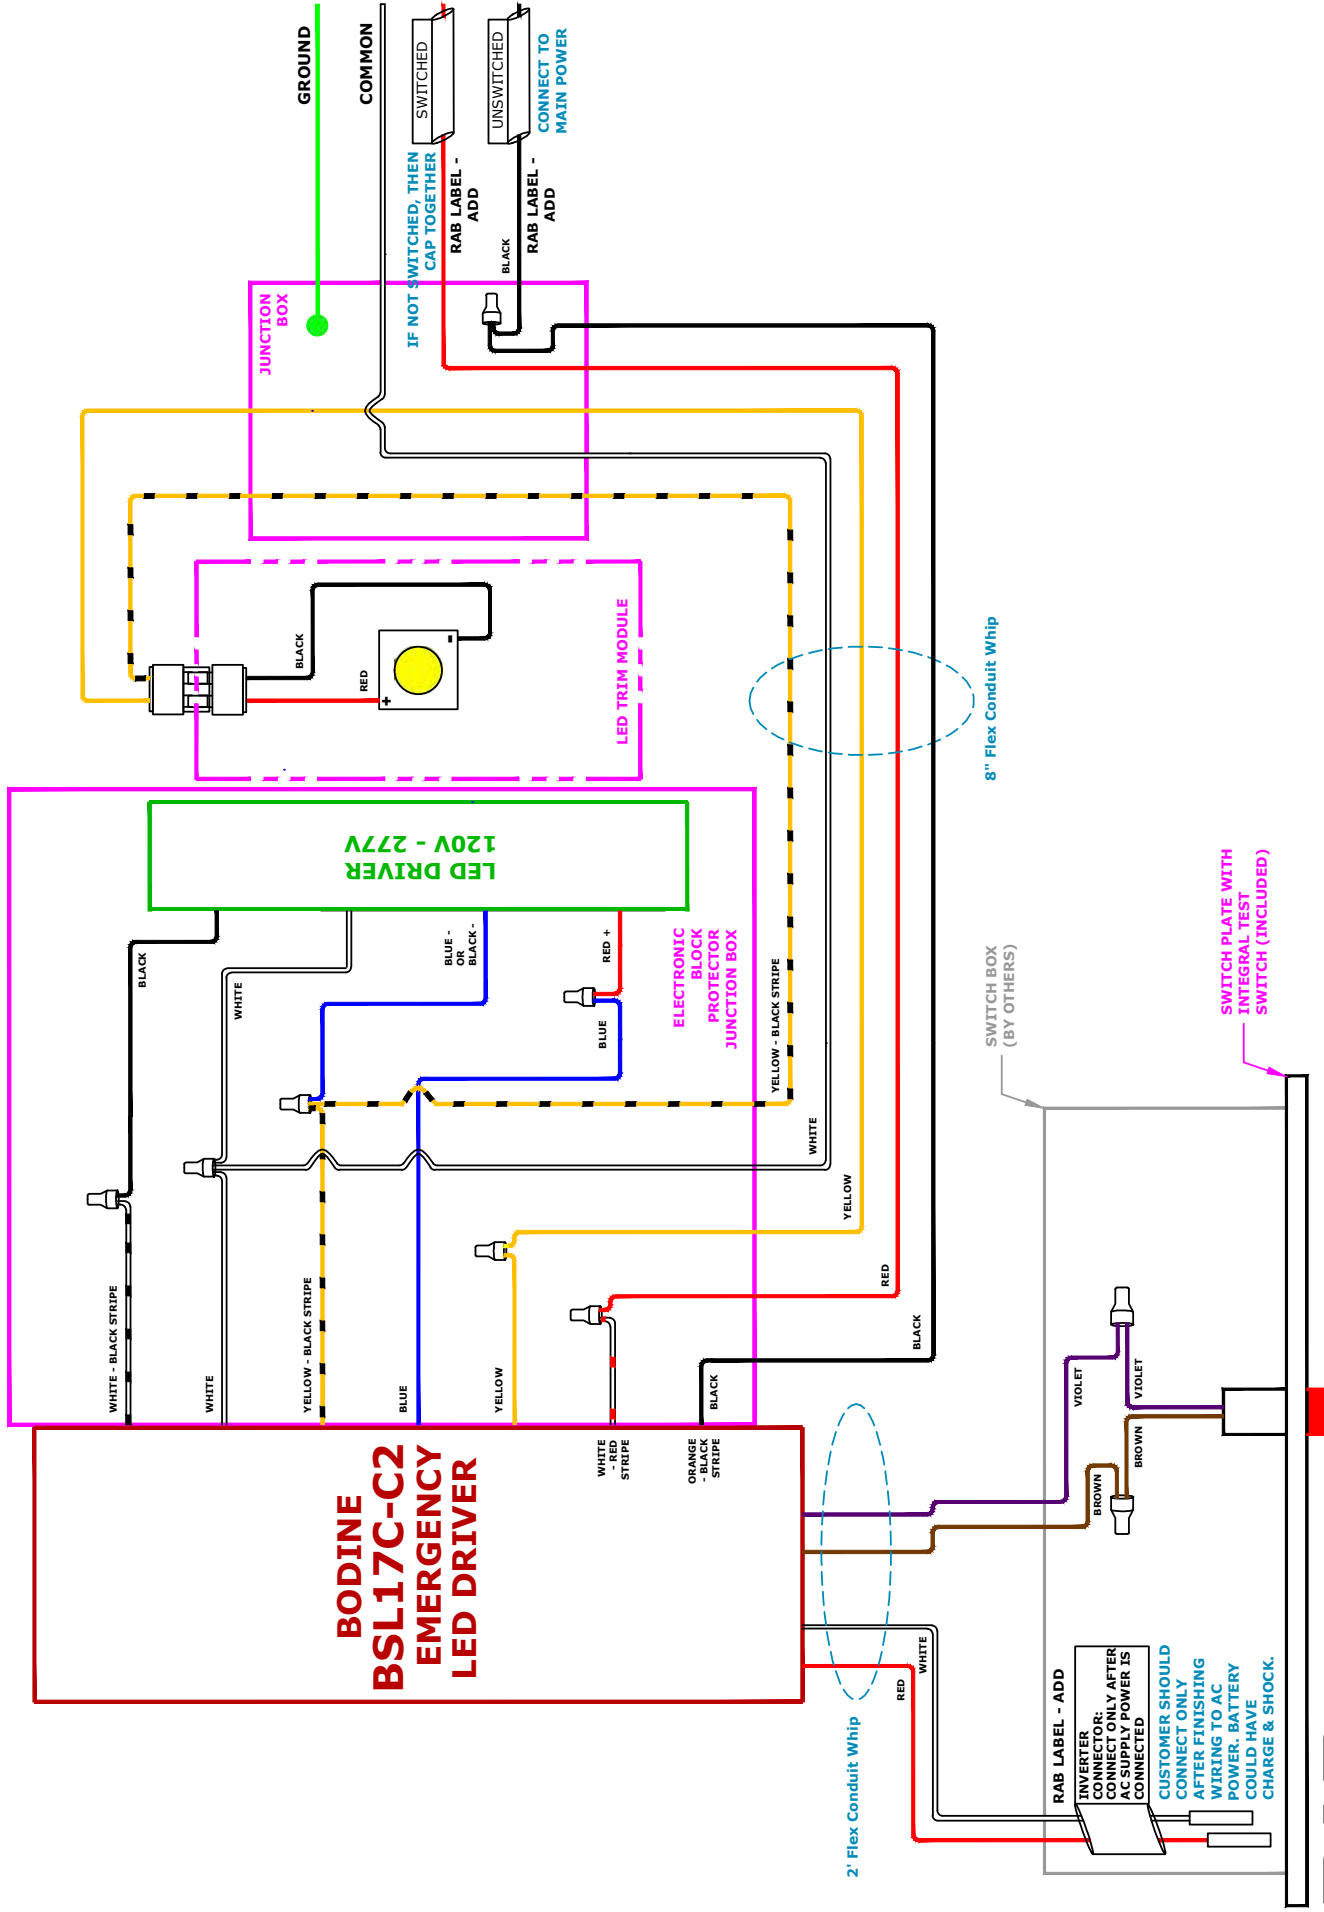 GROUND
COMMON
SWITCHED
UNSWITCHED
CONNECT TO
MAIN POWER
IF NOT SWITCHED, THEN
CAP TOGETHER
RAB LABEL -
ADD
RAB LABEL -
ADD
BLACK
JUNCTION
BOX
BLACK
RED
+
-
LED TRIM MODULE
8" Flex Conduit Whip
LED DRIVER
120V - 277V
BLACK
WHITE
BLUE -
OR
BLACK -
RED +
BLUE
ELECTRONIC
BLOCK
PROTECTOR
JUNCTION BOX
YELLOW - BLACK STRIPE
WHITE
YELLOW
RED
BLACK
WHITE - BLACK STRIPE
WHITE
YELLOW - BLACK STRIPE
BLUE
YELLOW
WHITE
- RED
STRIPE
BLACK
ORANGE
- BLACK
STRIPE
BODINE
BSL17C-C2
EMERGENCY
LED DRIVER
SWITCH BOX
(BY OTHERS)
SWITCH PLATE WITH
INTEGRAL TEST
SWITCH (INCLUDED)
VIOLET
VIOLET
BROWN
BROWN
WHITE
RED
2' Flex Conduit Whip
RAB LABEL - ADD
INVERTER
CONNECTOR:
CONNECT ONLY AFTER
AC SUPPLY POWER IS
CONNECTED
CUSTOMER SHOULD
CONNECT ONLY
AFTER FINISHING
WIRING TO AC
POWER. BATTERY
COULD HAVE
CHARGE & SHOCK.